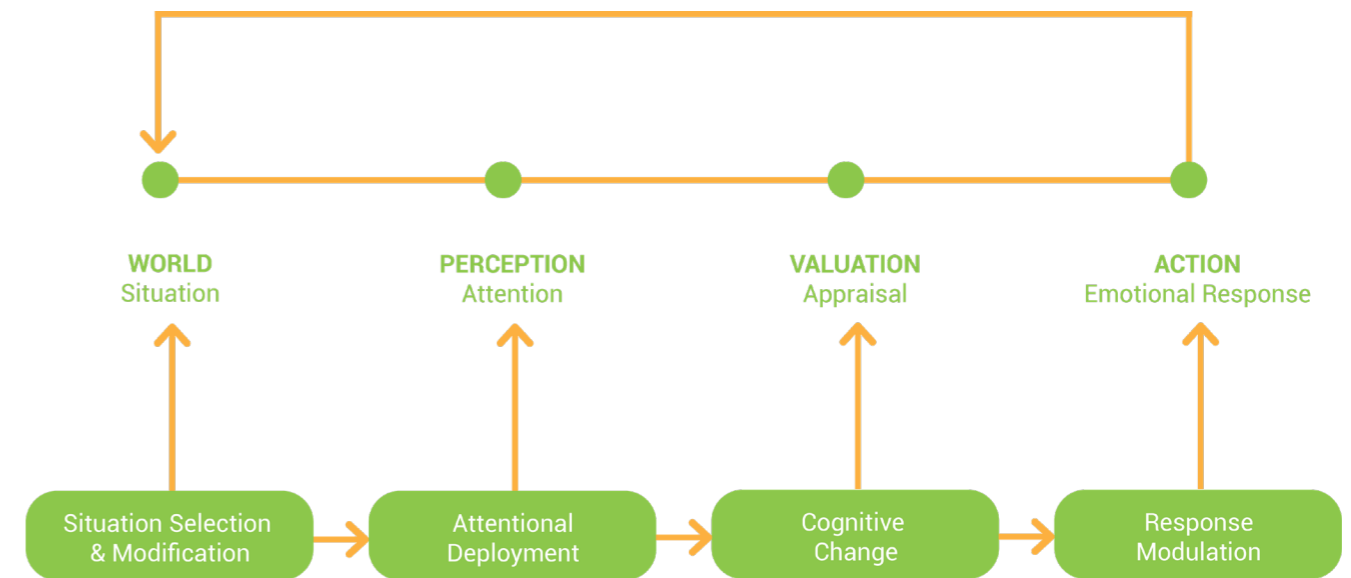 WORLD
Situation
PERCEPTION
Attention
VALUATION
Appraisal
ACTION
Emotional Response
Situation Selection
& Modification
Attentional
Deployment
Cognitive
Change
Response
Modulation